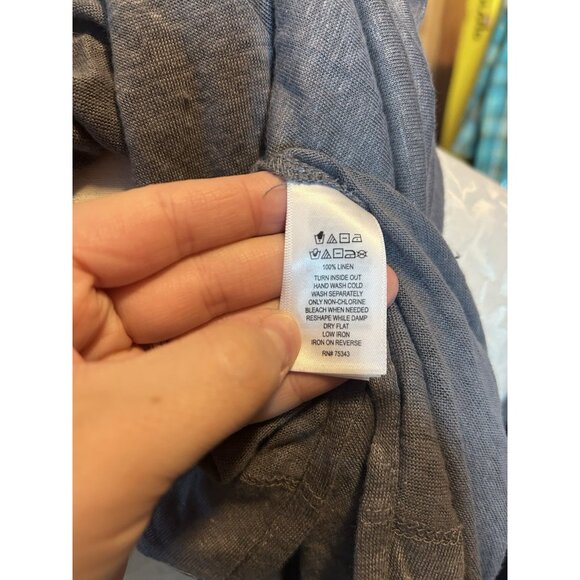 100% LINEN
TURN INSIDE OUT
HAND WASH COLD
WASH SEPARATELY
ONLY NON-CHLORINE
BLEACH WHEN NEEDED
RESHAPE WHILE DAMP
DRY FLAT
LOW IRON
IRON ON REVERSE
RN# 75343